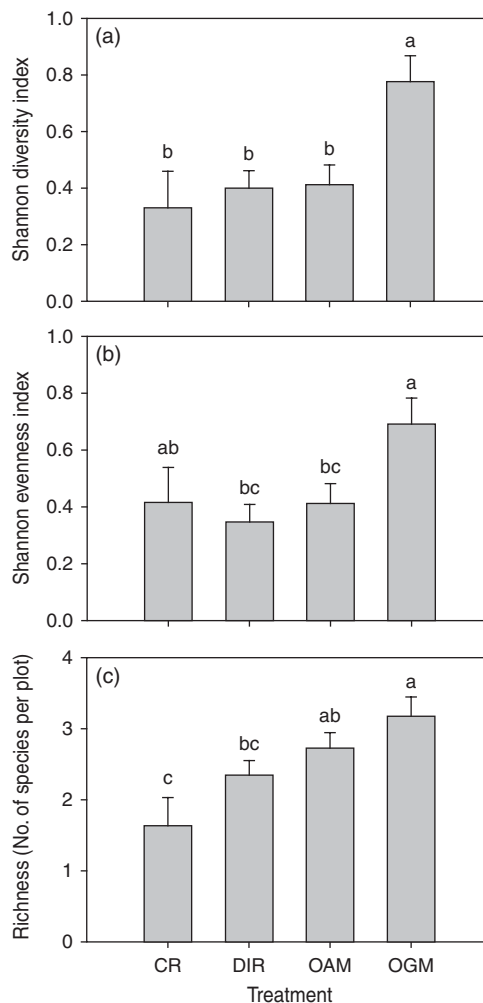 (a)
Shannon diversity index
1.0
0.8
0.6
0.4
0.2
0.0
b
b
b
a
(b)
Shannon evenness index
1.0
0.8
0.6
0.4
0.2
0.0
ab
bc
bc
a
(c)
Richness (No. of species per plot)
4
3
2
1
0
c
bc
ab
a
CR DIR OAM OGM
Treatment